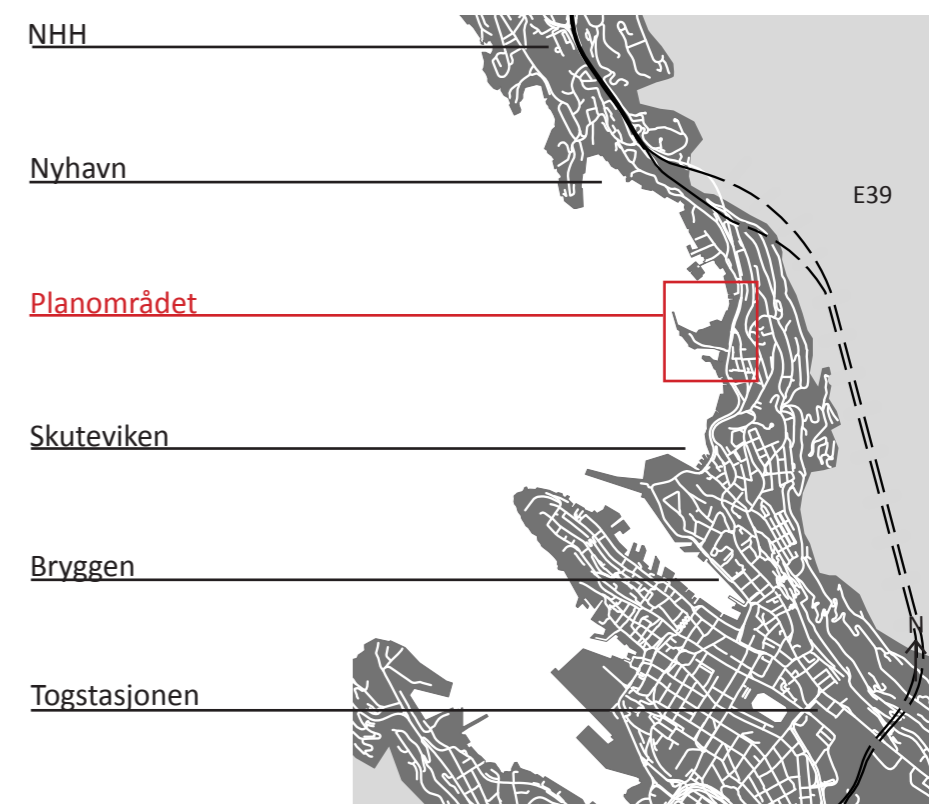 NHH
Nyhavn
E39
Planområdet
Skuteviken
Bryggen
N
Togstasjonen